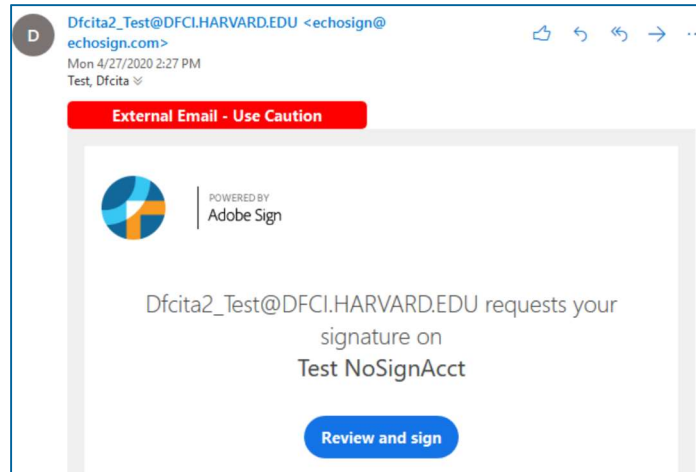 D
Dfcita2_Test@DFCI.HARVARD.EDU <echosign@
echosign.com>
Mon 4/27/2020 2:27 PM
Test, Dfcita
External Email - Use Caution
POWERED BY
Adobe Sign
Dfcita2_Test@DFCI.HARVARD.EDU requests your
signature on
Test NoSignAcct
Review and sign